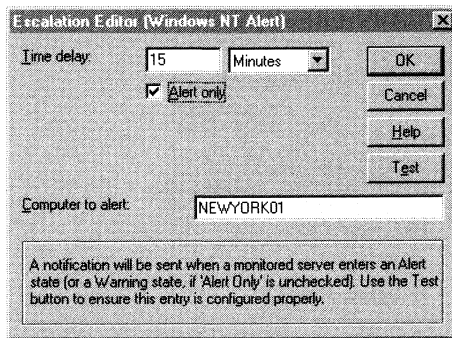 Escalation Editor (Windows NT Alert)
Time delay: 15 Minutes OK
Alert only Cancel
Help
Test
Computer to alert: NEWYORK01
A notification will be sent when a monitored server enters an Alert
state (or a Warning state, if 'Alert Only' is unchecked). Use the Test
button to ensure this entry is configured properly.